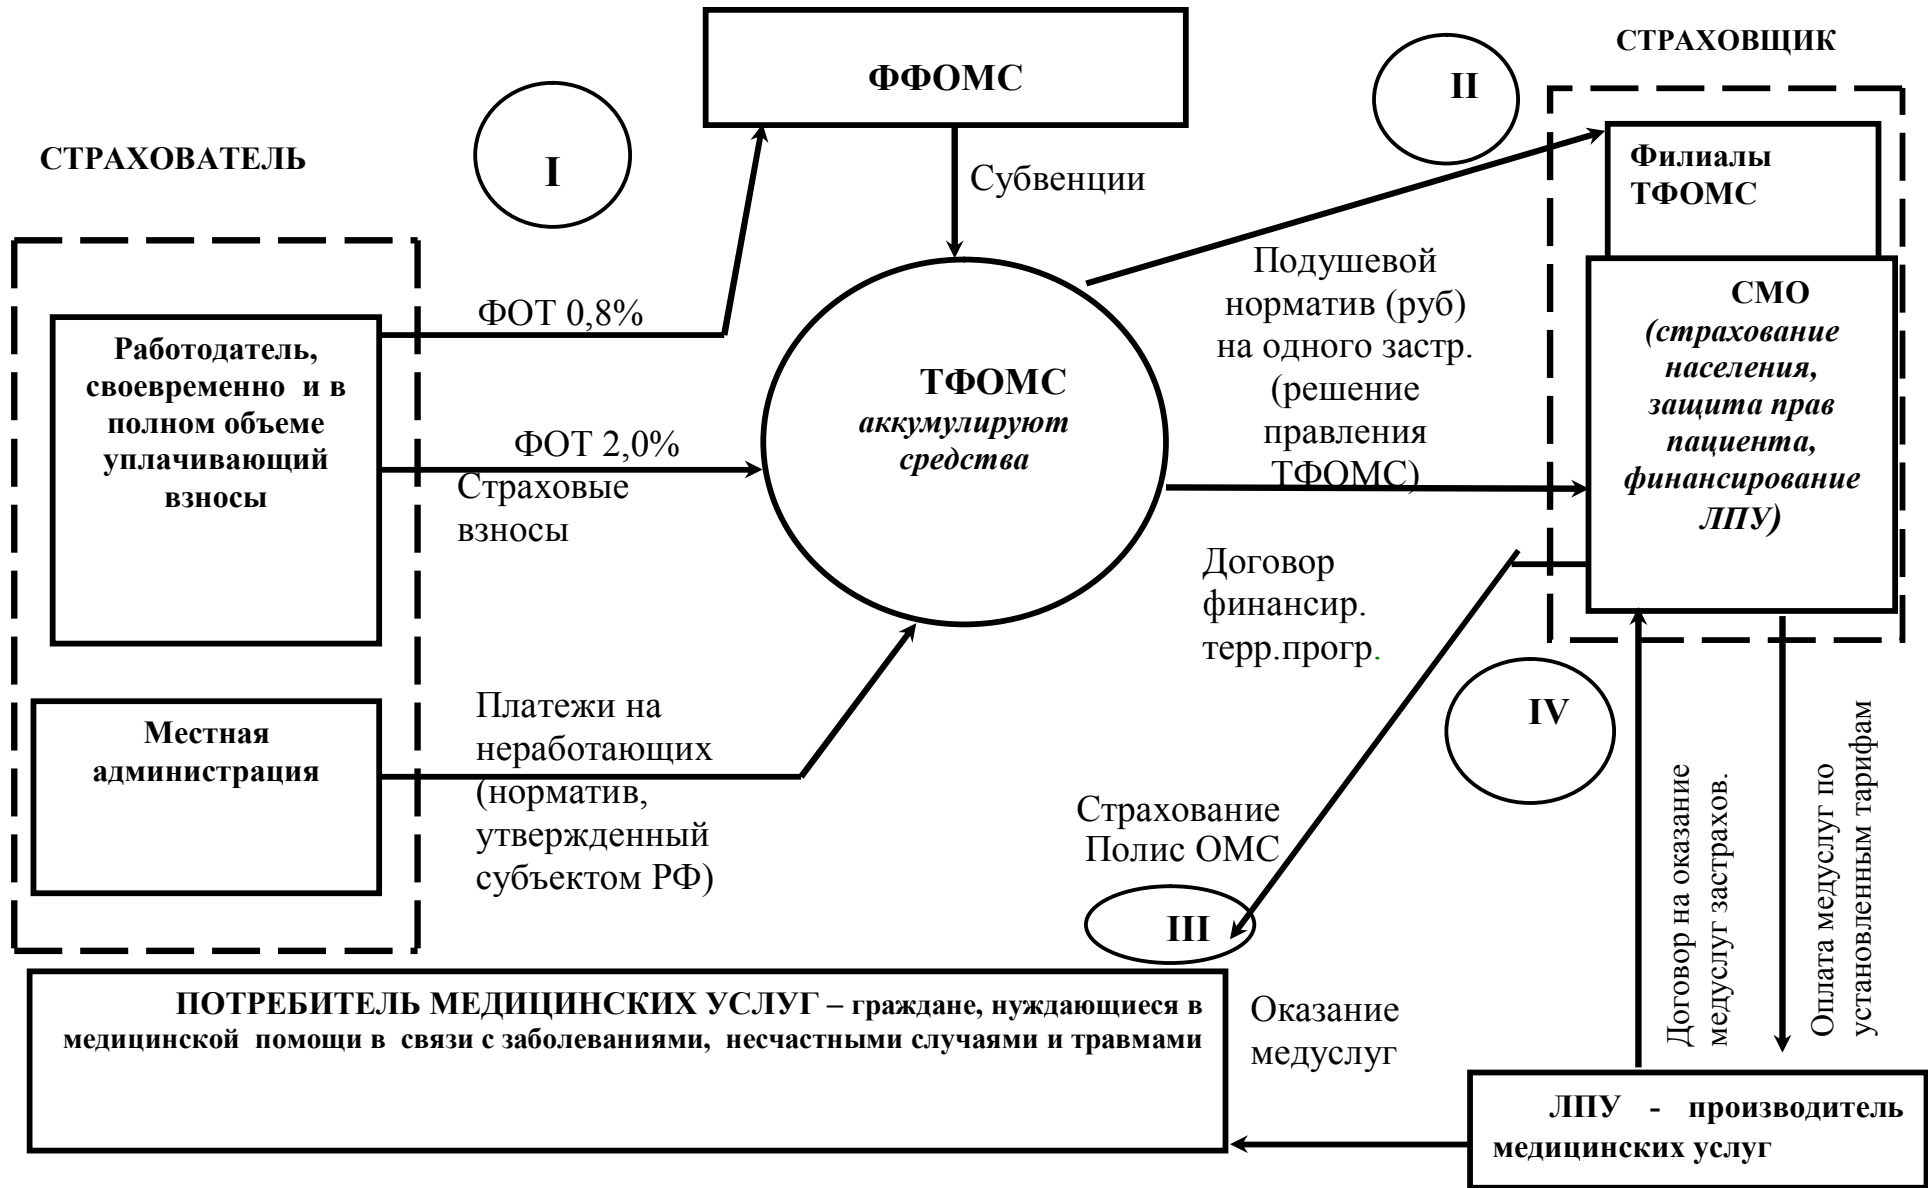 ФФОМС
СТРАХОВЩИК
II
I
СТРАХОВАТЕЛЬ
Субвенции
Филиалы
ТФОМС
ФОТ 0,8%
Работодатель,
своевременно и в
полном объеме
уплачивающий
взносы
ФОТ 2,0%
Страховые
взносы
ТФОМС
аккумулируют
средства
Подушевой
норматив (руб)
на одного застр.
(решение
правления
ТФОМС)
СМО
(страхование
населения,
защита прав
пациента,
финансирование
ЛПУ)
Договор
финансир.
терр.прогр.
Местная
администрация
Платежи на
неработающих
(норматив,
утвержденный
субъектом РФ)
IV
Страхование
Полис ОМС
III
Договор на оказание
медуслуг застрахов.
Оплата медуслуг по
установленным тарифам
ПОТРЕБИТЕЛЬ МЕДИЦИНСКИХ УСЛУГ – граждане, нуждающиеся в
медицинской помощи в связи с заболеваниями, несчастными случаями и травмами
Оказание
медуслуг
ЛПУ - производитель
медицинских услуг